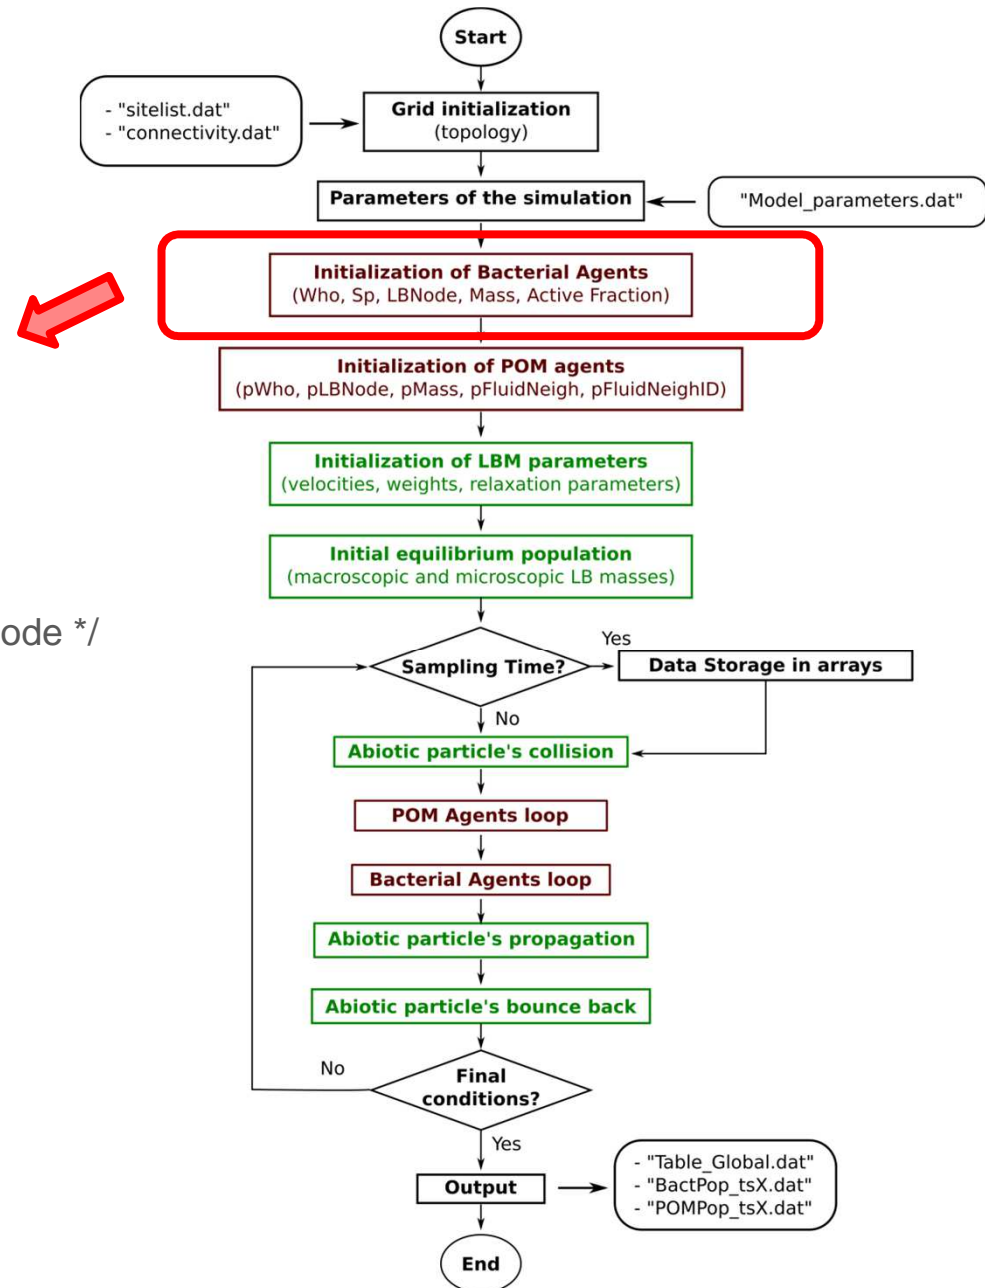 Start
- "sitelist.dat"
- "connectivity.dat"
Grid initialization
(topology)
Parameters of the simulation
"Model_parameters.dat"
Initialization of Bacterial Agents
(Who, Sp, LBNode, Mass, Active Fraction)
Initialization of POM agents
(pWho, pLBNode, pMass, pFluidNeigh, pFluidNeighID)
Initialization of LBM parameters
(velocities, weights, relaxation parameters)
Initial equilibrium population
(macroscopic and microscopic LB masses)
ode */
Sampling Time?
Yes
Data Storage in arrays
No
Abiotic particle's collision
POM Agents loop
Bacterial Agents loop
Abiotic particle's propagation
Abiotic particle's bounce back
No
Final
conditions?
Yes
Output
- "Table_Global.dat"
- "BactPop_tsX.dat"
- "POMPop_tsX.dat"
End